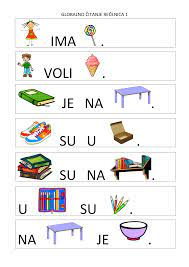 GLOBALNO ČITANJE REČENICA 1
IMA .
VOLI .
JE NA .
SU U .
SU NA .
U SU .
NA JE .